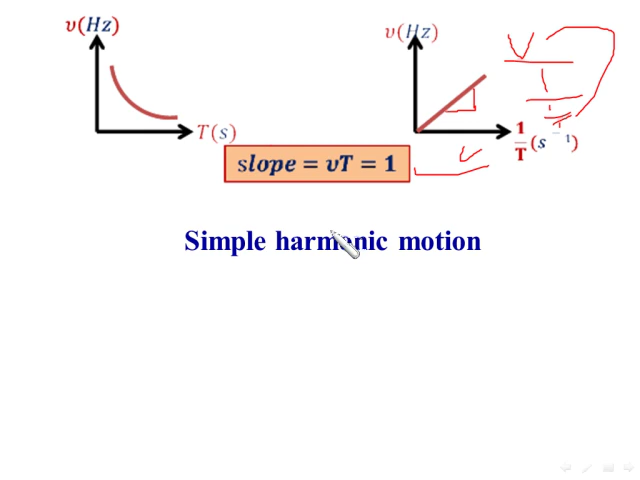 υ(Hz)
T(s)
υ(Hz)
1/T (s⁻¹)
slope = υT = 1
Simple harmonic motion